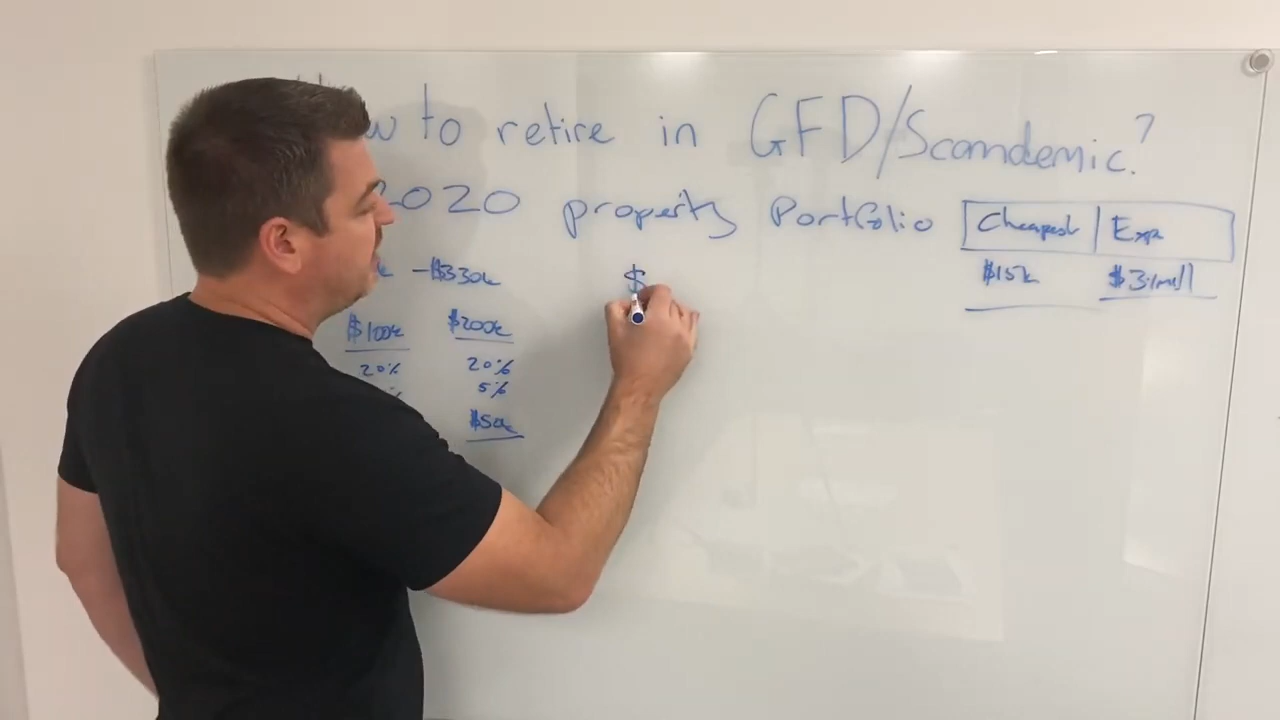 to retire in GFD/Scamdemic?
2020 property Portfolio
Cheapest Exp
$15k $3.1mill
-$330k $
$100k $200k
20% 20%
5%
$50k